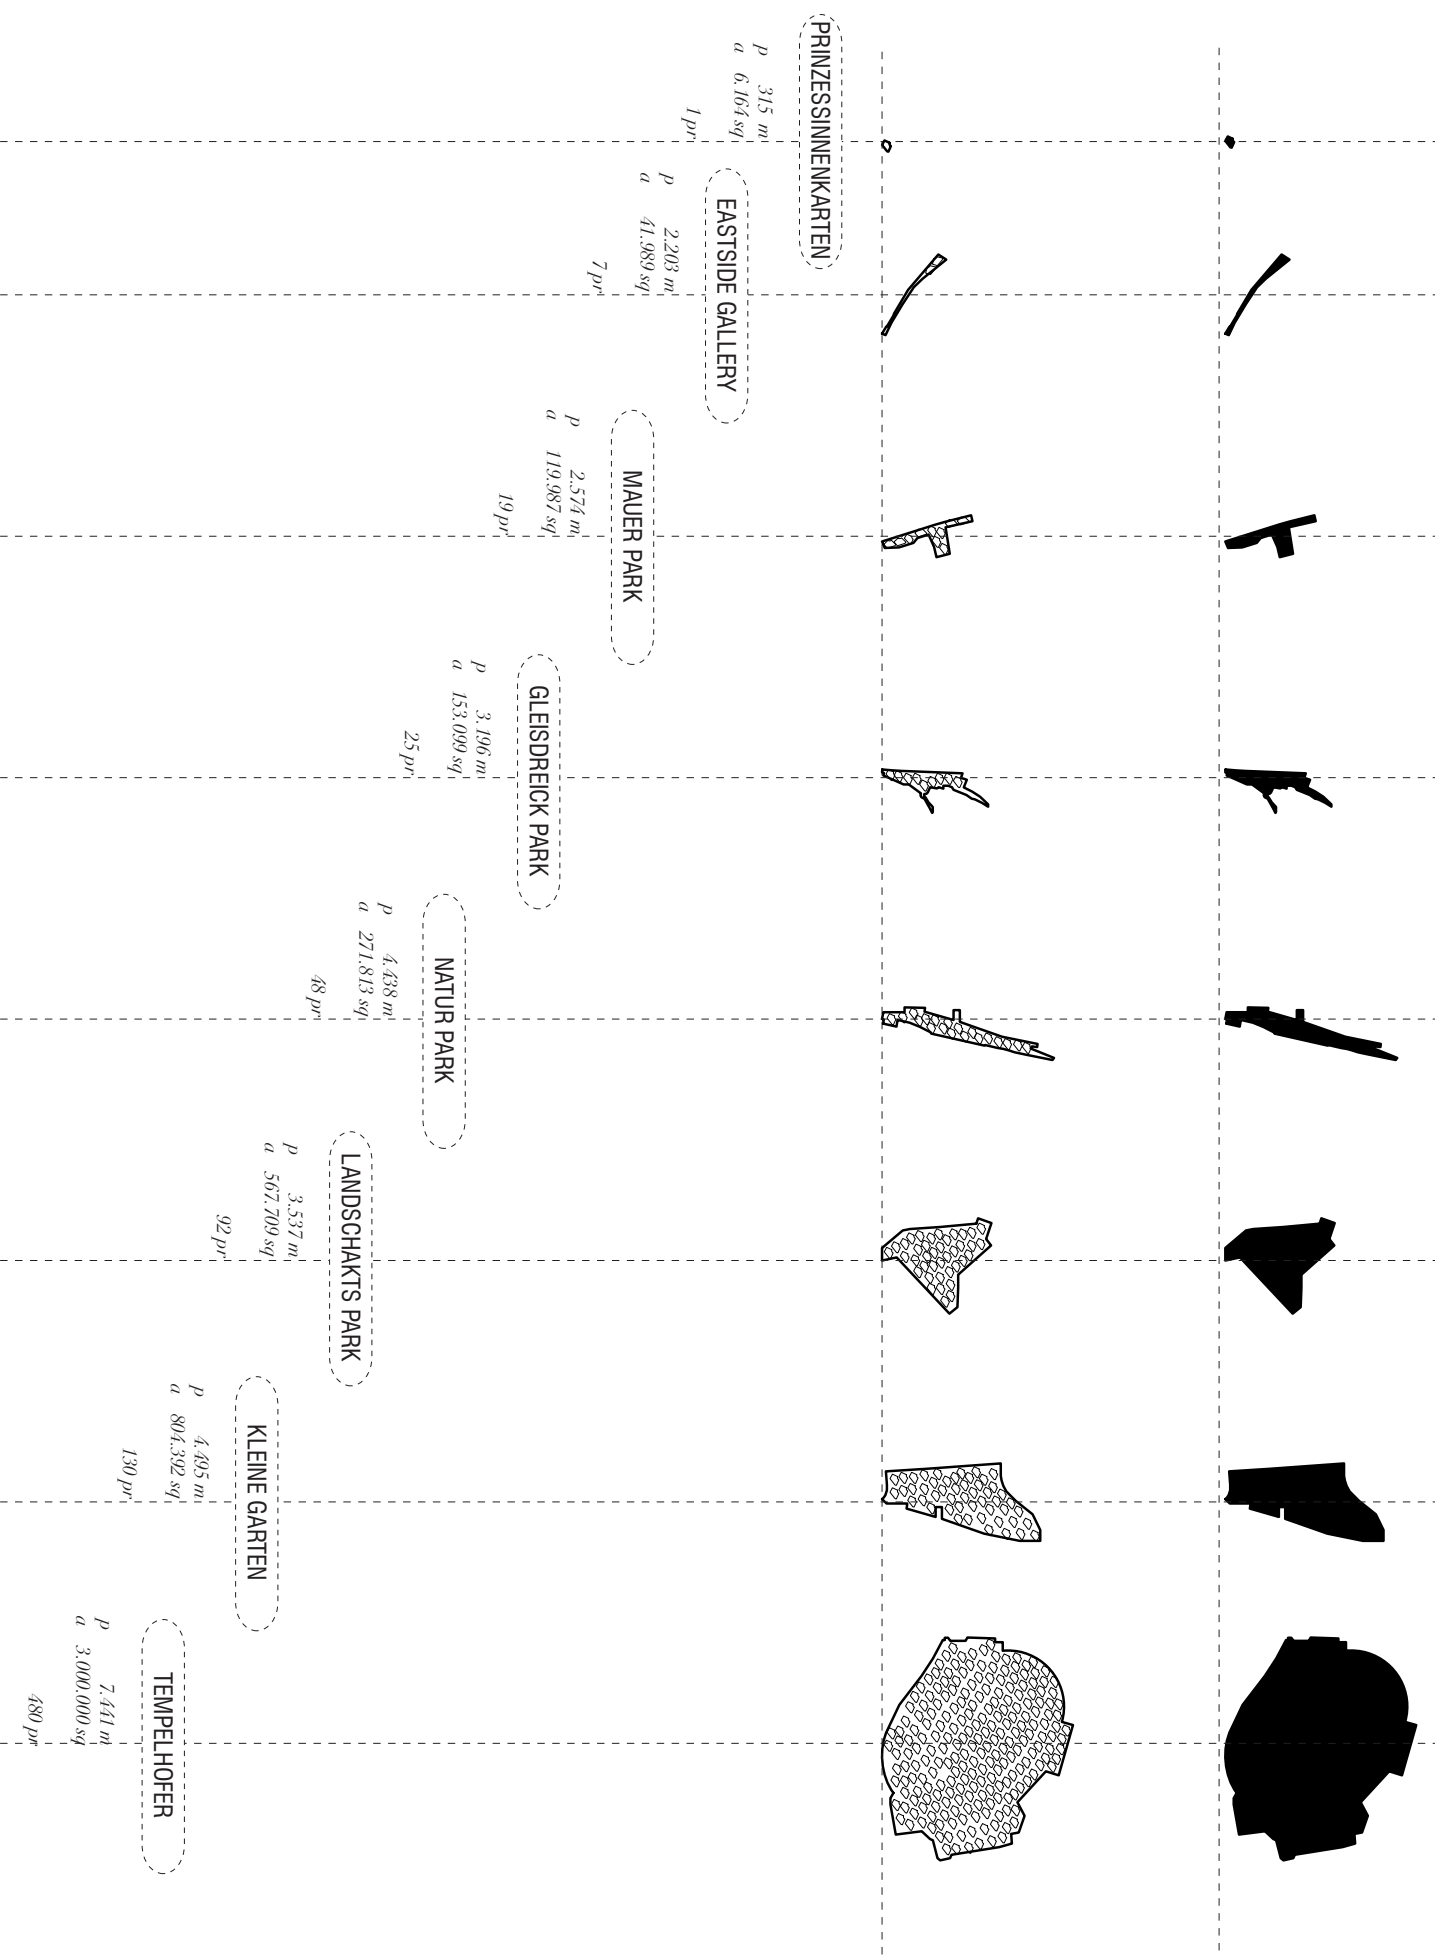 PRINZESSINNENKARTEN
p 315 m
a 6.164 sq
1 pr
EASTSIDE GALLERY
p 2.203 m
a 41.989 sq
7 pr
MAUER PARK
p 2.574 m
a 119.987 sq
19 pr
GLEISDREICK PARK
p 3.196 m
a 153.099 sq
25 pr
NATUR PARK
p 4.438 m
a 271.813 sq
48 pr
LANDSCHAKTS PARK
p 3.537 m
a 567.709 sq
92 pr
KLEINE GARTEN
p 4.495 m
a 804.392 sq
130 pr
TEMPELHOFER
p 7.441 m
a 3.000.000 sq
480 pr